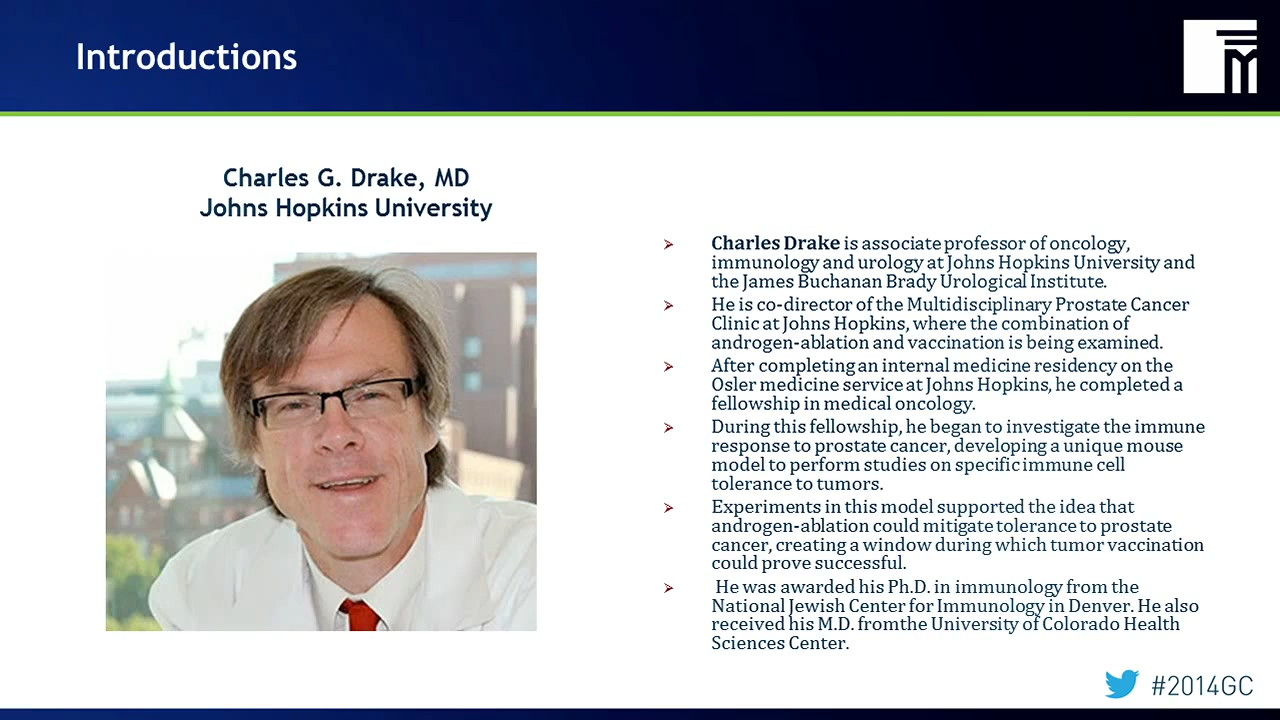 Introductions
Charles G. Drake, MD
Johns Hopkins University
Charles Drake is associate professor of oncology,
immunology and urology at Johns Hopkins University and
the James Buchanan Brady Urological Institute.
He is co-director of the Multidisciplinary Prostate Cancer
Clinic at Johns Hopkins, where the combination of
androgen-ablation and vaccination is being examined.
After completing an internal medicine residency on the
Osler medicine service at Johns Hopkins, he completed a
fellowship in medical oncology.
During this fellowship, he began to investigate the immune
response to prostate cancer, developing a unique mouse
model to perform studies on specific immune cell
tolerance to tumors.
Experiments in this model supported the idea that
androgen-ablation could mitigate tolerance to prostate
cancer, creating a window during which tumor vaccination
could prove successful.
He was awarded his Ph.D. in immunology from the
National Jewish Center for Immunology in Denver. He also
received his M.D. fromthe University of Colorado Health
Sciences Center.
#2014GC